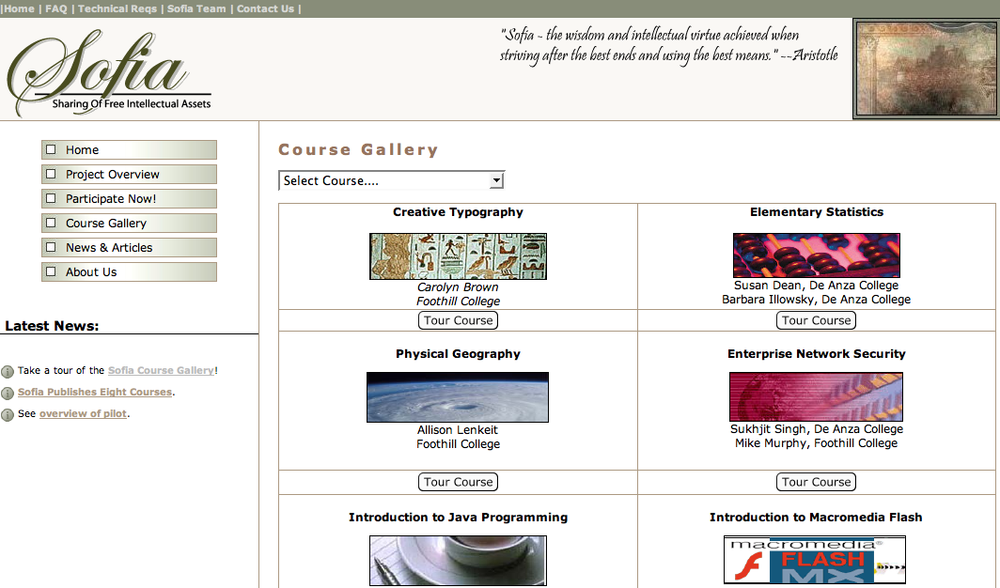 |Home | FAQ | Technical Reqs | Sofia Team | Contact Us |
Sofia
Sharing Of Free Intellectual Assets
"Sofia - the wisdom and intellectual virtue achieved when
striving after the best ends and using the best means." --Aristotle
Home
Project Overview
Participate Now!
Course Gallery
News & Articles
About Us
Latest News:
Take a tour of the Sofia Course Gallery!
Sofia Publishes Eight Courses.
See overview of pilot.
Course Gallery
Select Course....
Creative Typography
Carolyn Brown
Foothill College
Tour Course
Elementary Statistics
Susan Dean, De Anza College
Barbara Illowsky, De Anza College
Tour Course
Physical Geography
Allison Lenkeit
Foothill College
Tour Course
Enterprise Network Security
Sukhjit Singh, De Anza College
Mike Murphy, Foothill College
Tour Course
Introduction to Java Programming
Introduction to Macromedia Flash
macromedia®
FLASH
MX